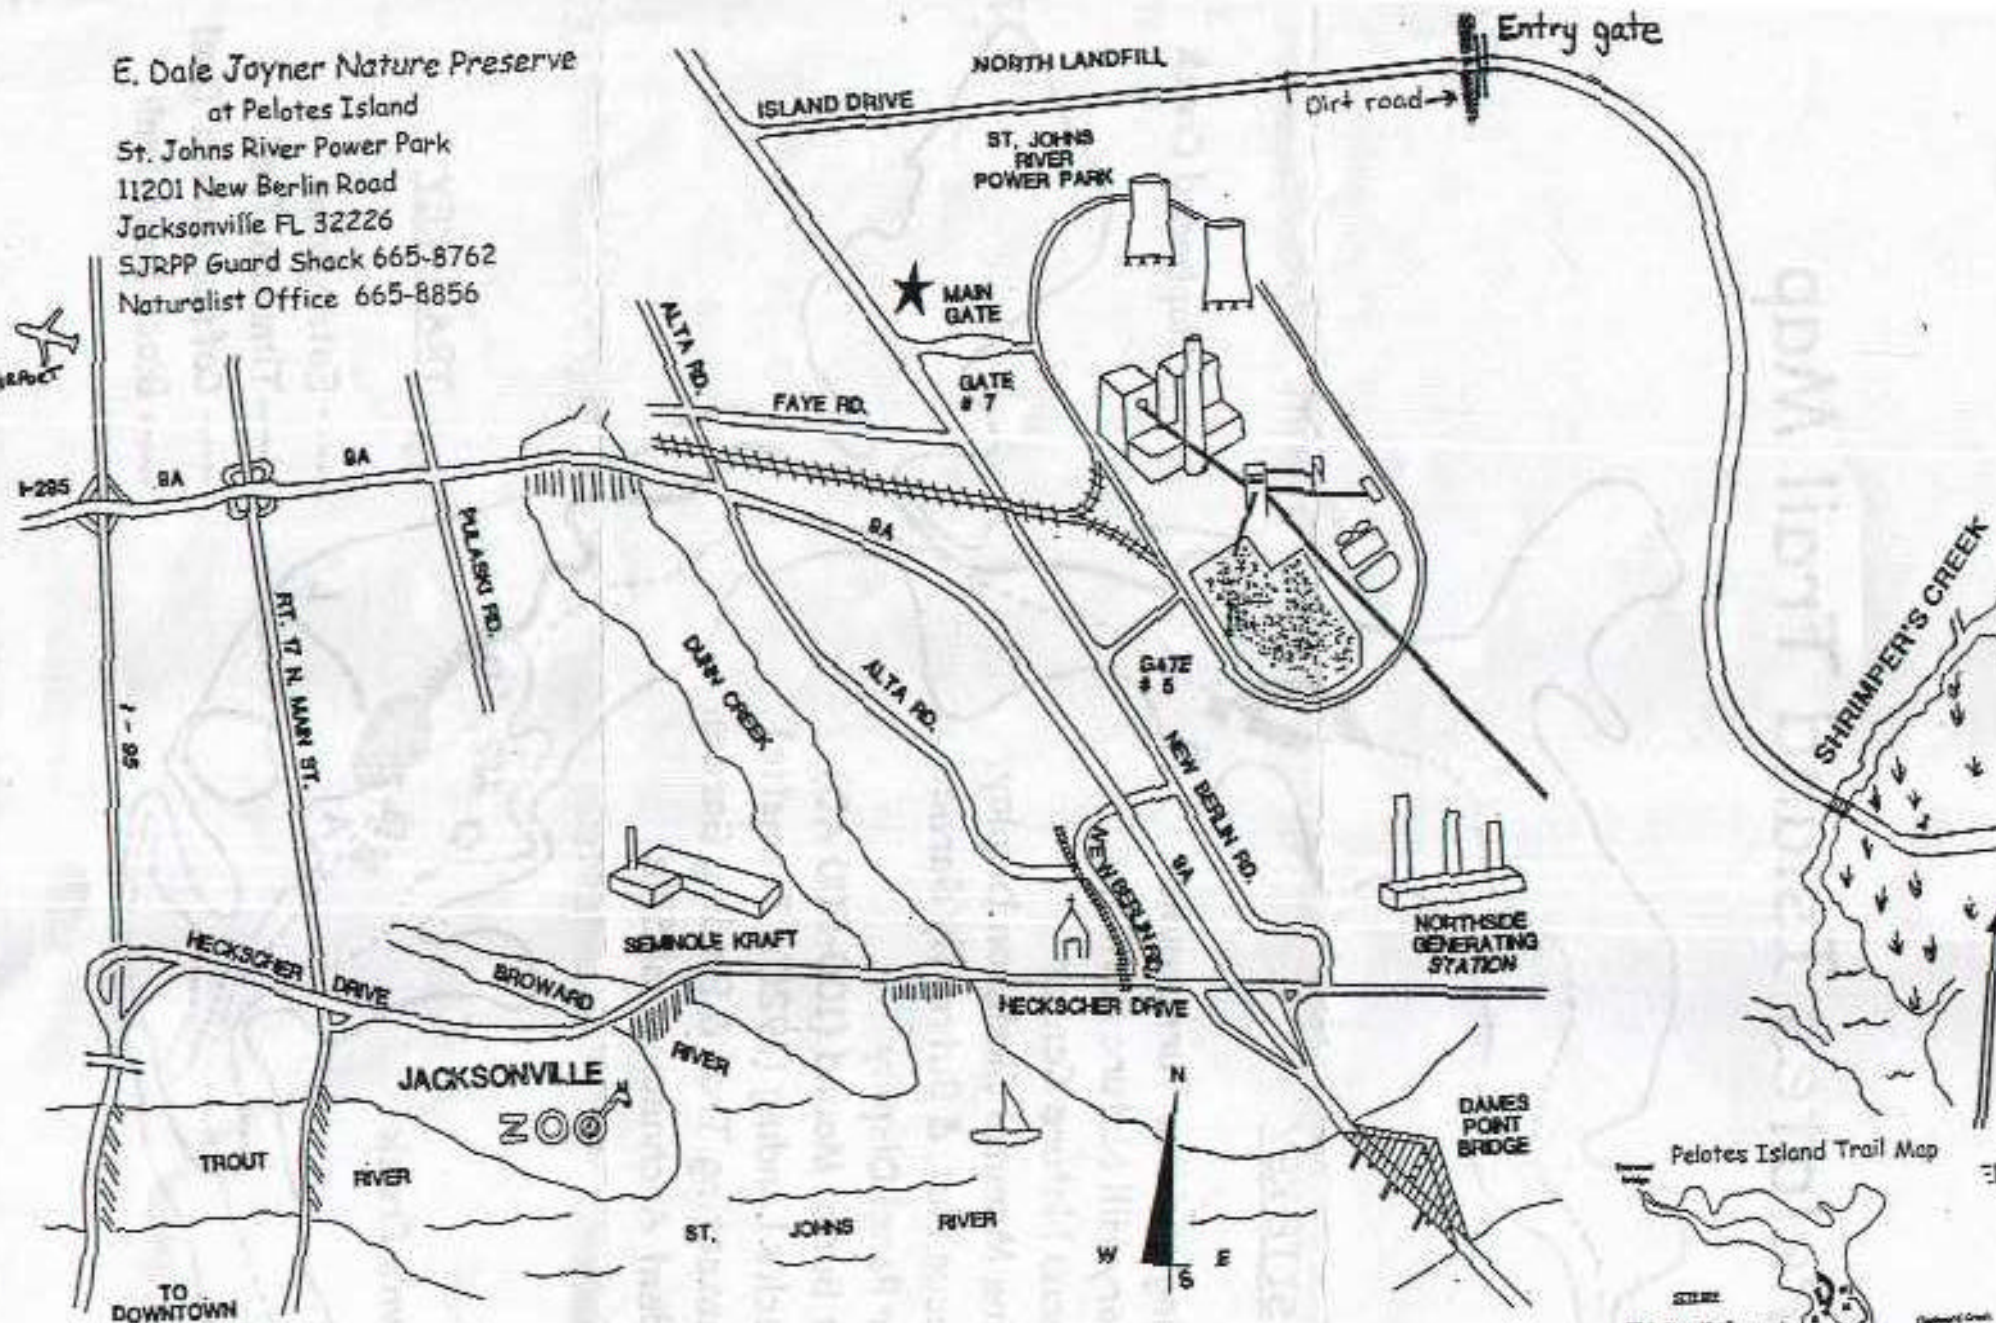 E. Dale Joyner Nature Preserve
at Pelotes Island
St. Johns River Power Park
11201 New Berlin Road
Jacksonville FL 32226
SJRPP Guard Shack 665-8762
Naturalist Office 665-8856
NORTH LANDFILL
Entry gate
ISLAND DRIVE
Dirt road
ST. JOHNS
RIVER
POWER PARK
MAIN
GATE
ALTA RD.
GATE
# 7
FAYE RD.
I-295
9A
9A
9A
PULASKI RD.
RT. 17 N. MAIN ST.
I-95
DUNN CREEK
ALTA RD.
GATE
# 5
NEW BERLIN RD.
SHRIMPER'S CREEK
NEW BERLIN RD.
9A
NORTHSIDE
GENERATING
STATION
SEMINOLE KRAFT
HECKSCHER DRIVE
BROWARD
RIVER
HECKSCHER DRIVE
JACKSONVILLE
ZOO
N
W E
S
DAMES
POINT
BRIDGE
TROUT
RIVER
ST. JOHNS RIVER
Pelotes Island Trail Map
TO
DOWNTOWN